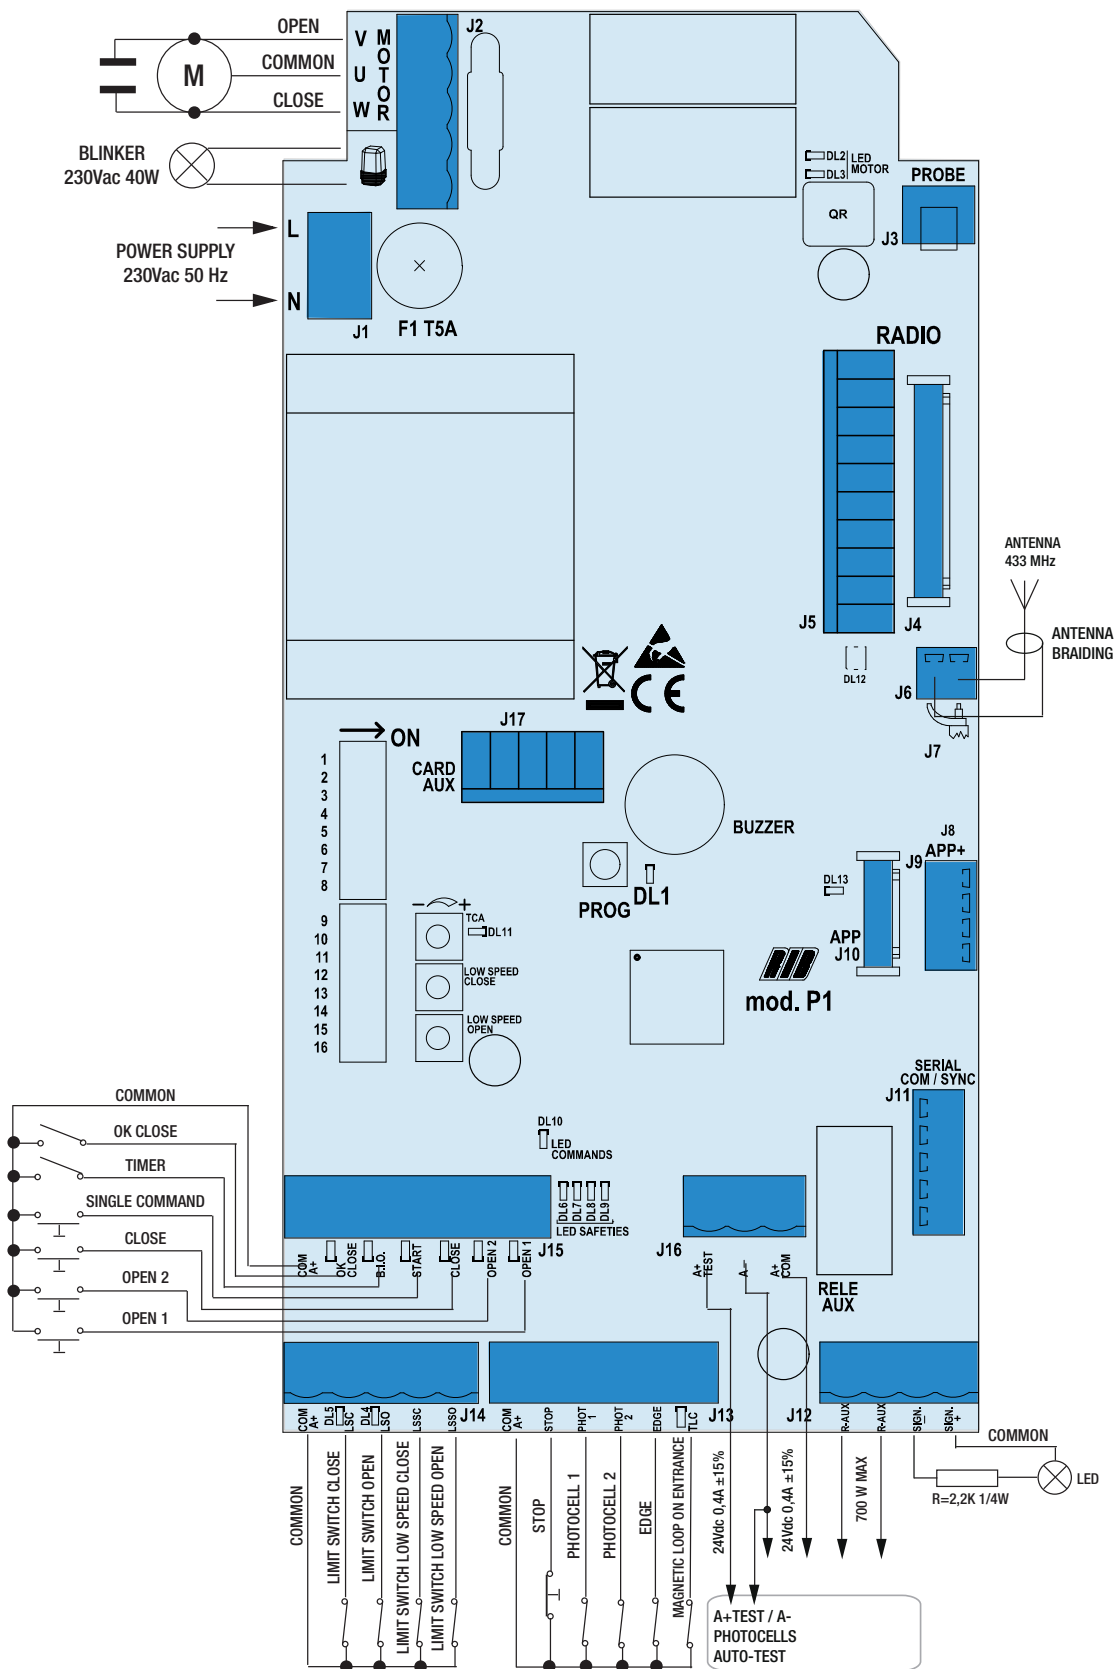 OPEN
COMMON
CLOSE
M
V
U
W
MOTOR
J2
BLINKER
230Vac 40W
L
POWER SUPPLY
230Vac 50 Hz
N
J1
F1 T5A
DL2
DL3
LED
MOTOR
PROBE
QR
J3
RADIO
J5
J4
DL12
ANTENNA
433 MHz
ANTENNA
BRAIDING
J6
J7
CE
J17
CARD
AUX
ON
1
2
3
4
5
6
7
8
9
10
11
12
13
14
15
16
BUZZER
PROG
DL1
- +
TCA
DL11
LOW SPEED
CLOSE
LOW SPEED
OPEN
J8
J9
APP+
DL13
APP
J10
RIB
mod. P1
SERIAL
COM / SYNC
J11
COMMON
OK CLOSE
TIMER
SINGLE COMMAND
CLOSE
OPEN 2
OPEN 1
DL10
LED
COMMANDS
DL6
DL7
DL8
DL9
LED SAFETIES
J15
COM
A+
OK
CLOSE
B.I.O.
START
CLOSE
OPEN 2
OPEN 1
J16
A+
TEST
A-
A+
COM
RELE
AUX
J14
COM
A+
DL5
LSC
DL4
LSO
LSSC
LSSO
J13
COM
A+
STOP
PHOT
1
PHOT
2
EDGE
TLC
J12
R-AUX
R-AUX
SIGN.
-
SIGN.
+
COMMON
LED
R=2,2K 1/4W
COMMON
LIMIT SWITCH CLOSE
LIMIT SWITCH OPEN
LIMIT SWITCH LOW SPEED CLOSE
LIMIT SWITCH LOW SPEED OPEN
COMMON
STOP
PHOTOCELL 1
PHOTOCELL 2
EDGE
MAGNETIC LOOP ON ENTRANCE
24Vdc 0,4A ±15%
24Vdc 0,4A ±15%
700 W MAX
A+TEST / A-
PHOTOCELLS
AUTO-TEST